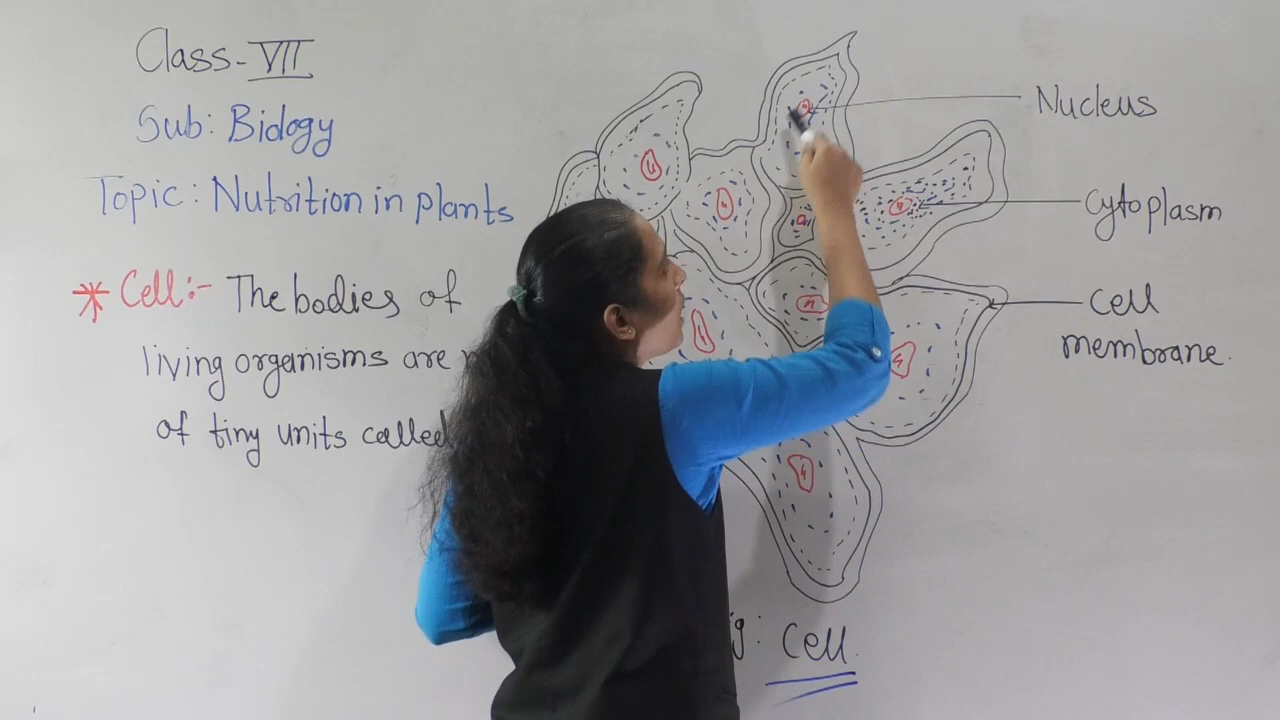 Class-VII
Sub: Biology
Topic: Nutrition in plants
* Cell:- The bodies of
living organisms are
of tiny units called
Nucleus
Cytoplasm
Cell
membrane.
Cell.